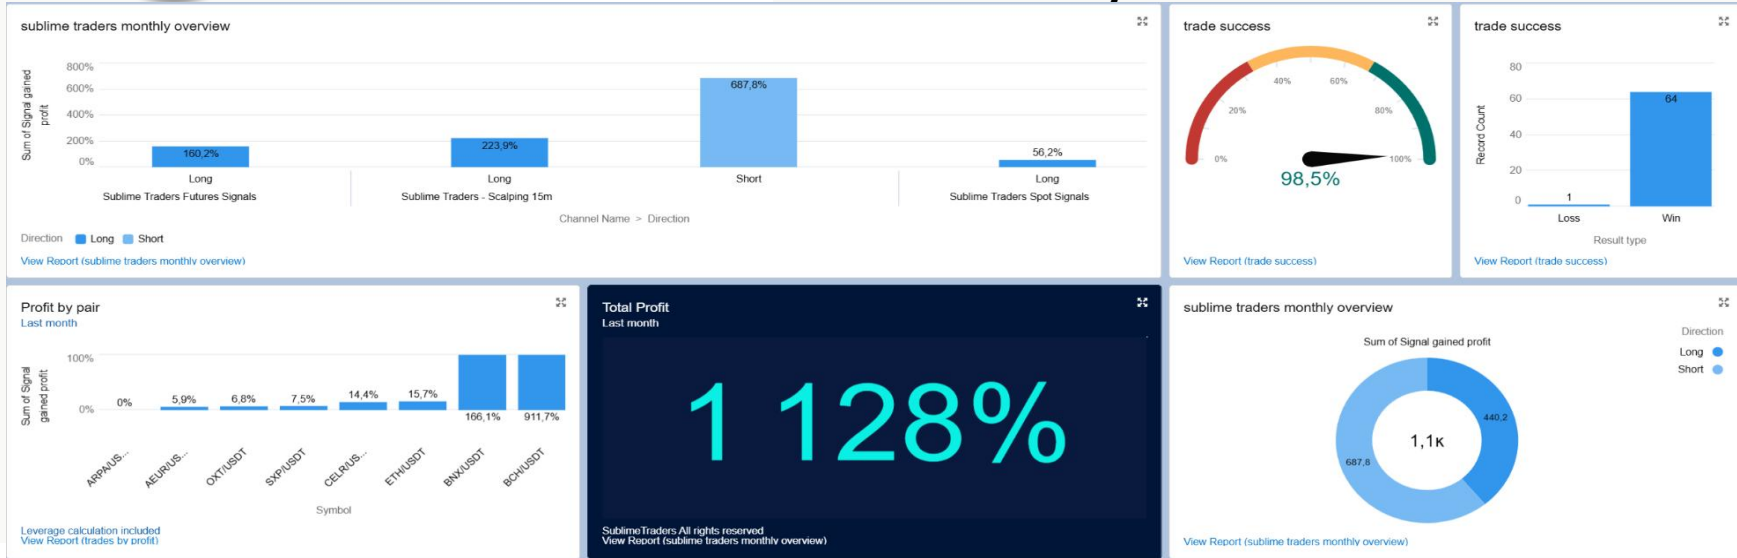 sublime traders monthly overview
Sum of Signal gained
profit
800%
600%
400%
200%
0%
160,2%
223,9%
687,8%
56,2%
Long
Long
Short
Long
Sublime Traders Futures Signals
Sublime Traders - Scalping 15m
Sublime Traders Spot Signals
Channel Name > Direction
Direction
Long
Short
View Report (sublime traders monthly overview)
trade success
0%
20%
40%
60%
80%
100%
98,5%
View Report (trade success)
trade success
Record Count
80
60
40
20
0
1
64
Loss
Win
Result type
View Report (trade success)
Profit by pair
Last month
Sum of Signal
gained profit
100%
0%
0%
5,9%
6,8%
7,5%
14,4%
15,7%
166,1%
911,7%
ARPA/US...
AEUR/US...
OXT/USDT
SXP/USDT
CELR/US...
ETH/USDT
BNX/USDT
BCH/USDT
Symbol
Leverage calculation included
View Report (trades by profit)
Total Profit
Last month
1 128%
SublimeTraders All rights reserved
View Report (sublime traders monthly overview)
sublime traders monthly overview
Sum of Signal gained profit
Direction
Long
Short
440,2
687,8
1,1к
View Report (sublime traders monthly overview)